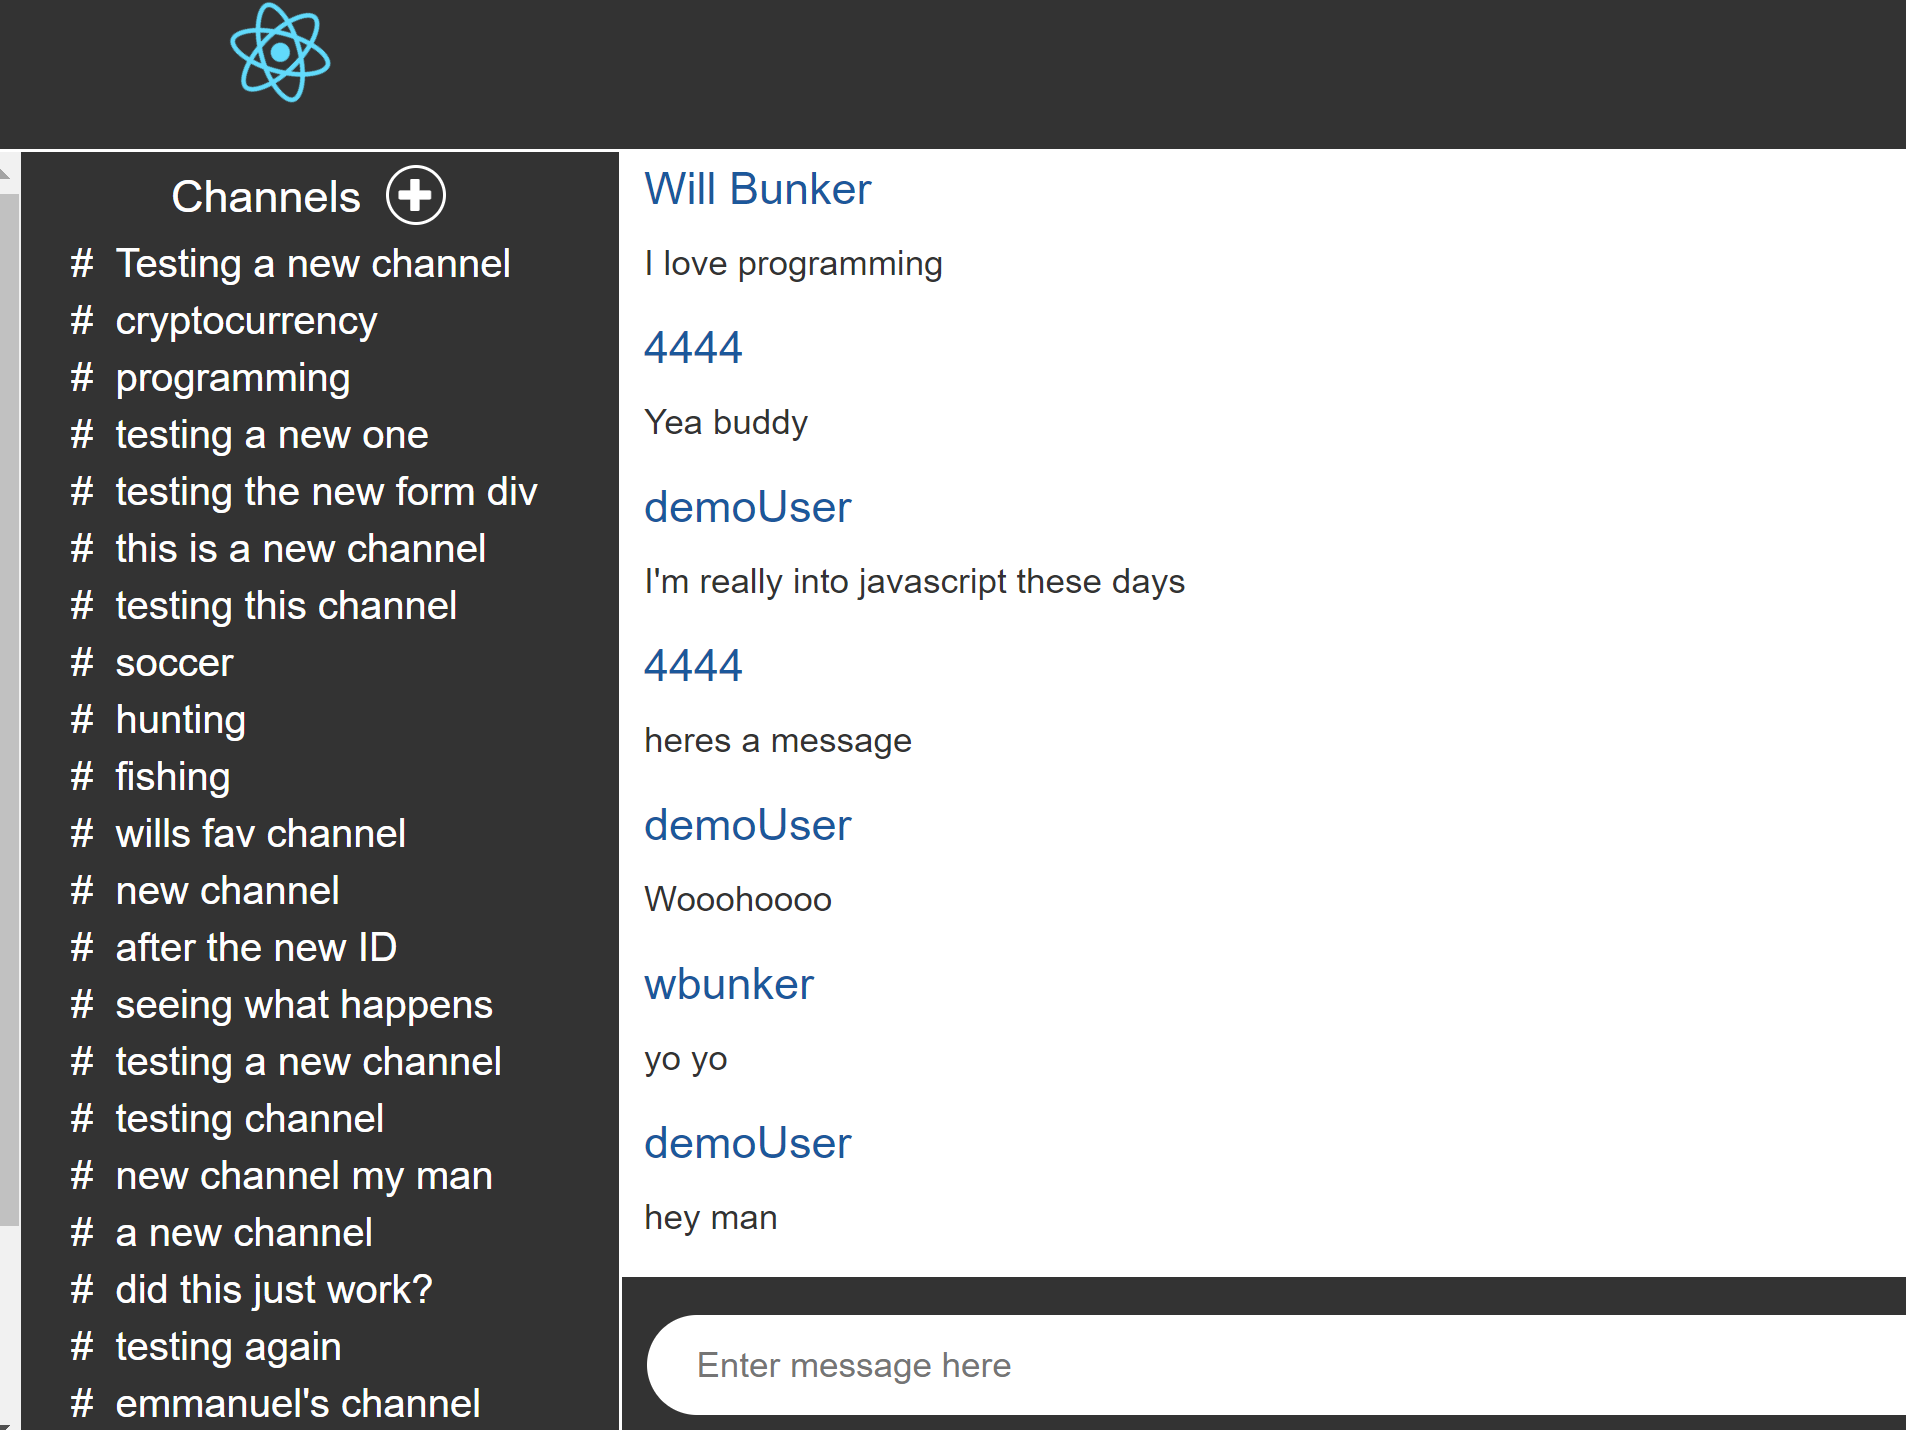 Channels
# Testing a new channel
# cryptocurrency
# programming
# testing a new one
# testing the new form div
# this is a new channel
# testing this channel
# soccer
# hunting
# fishing
# wills fav channel
# new channel
# after the new ID
# seeing what happens
# testing a new channel
# testing channel
# new channel my man
# a new channel
# did this just work?
# testing again
# emmanuel's channel
Will Bunker
I love programming
4444
Yea buddy
demoUser
I'm really into javascript these days
4444
heres a message
demoUser
Wooohoooo
wbunker
yo yo
demoUser
hey man
Enter message here